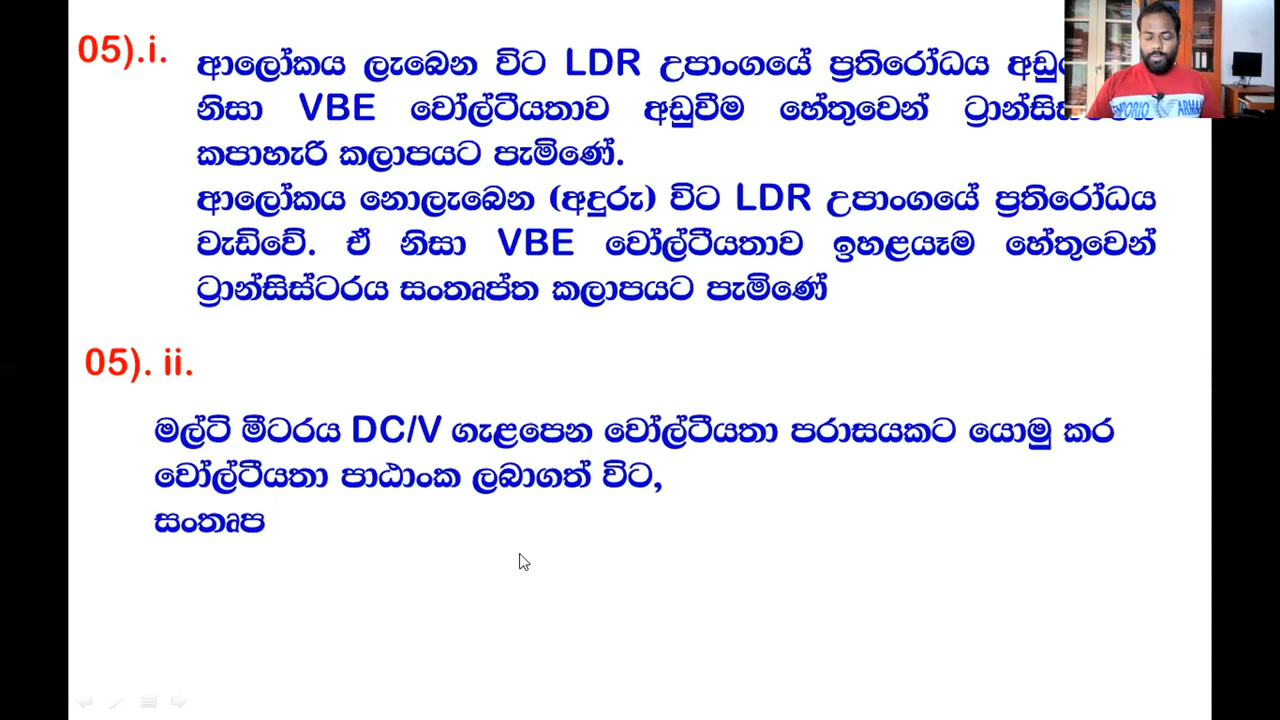 05).i.
ආලෝකය ලැබෙන විට LDR උපාංගයේ ප්‍රතිරෝධය
නිසා VBE වෝල්ටීයතාව අඩුවීම හේතුවෙන්
කපාහැරි කලාපයට පැමිණේ.
ආලෝකය නොලැබෙන (අදුරු) විට LDR උපාංගයේ ප්‍රතිරෝධය
වැඩිවේ. ඒ නිසා VBE වෝල්ටීයතාව ඉහළයෑම හේතුවෙන්
ට්‍රාන්සිස්ටරය සංතෘප්ත කලාපයට පැමිණේ
05). ii.
මල්ටි මීටරය DC/V ගැළපෙන වෝල්ටීයතා පරාසයකට යොමු කර
වෝල්ටීයතා පාඨාංක ලබාගත් විට,
සංතෘප